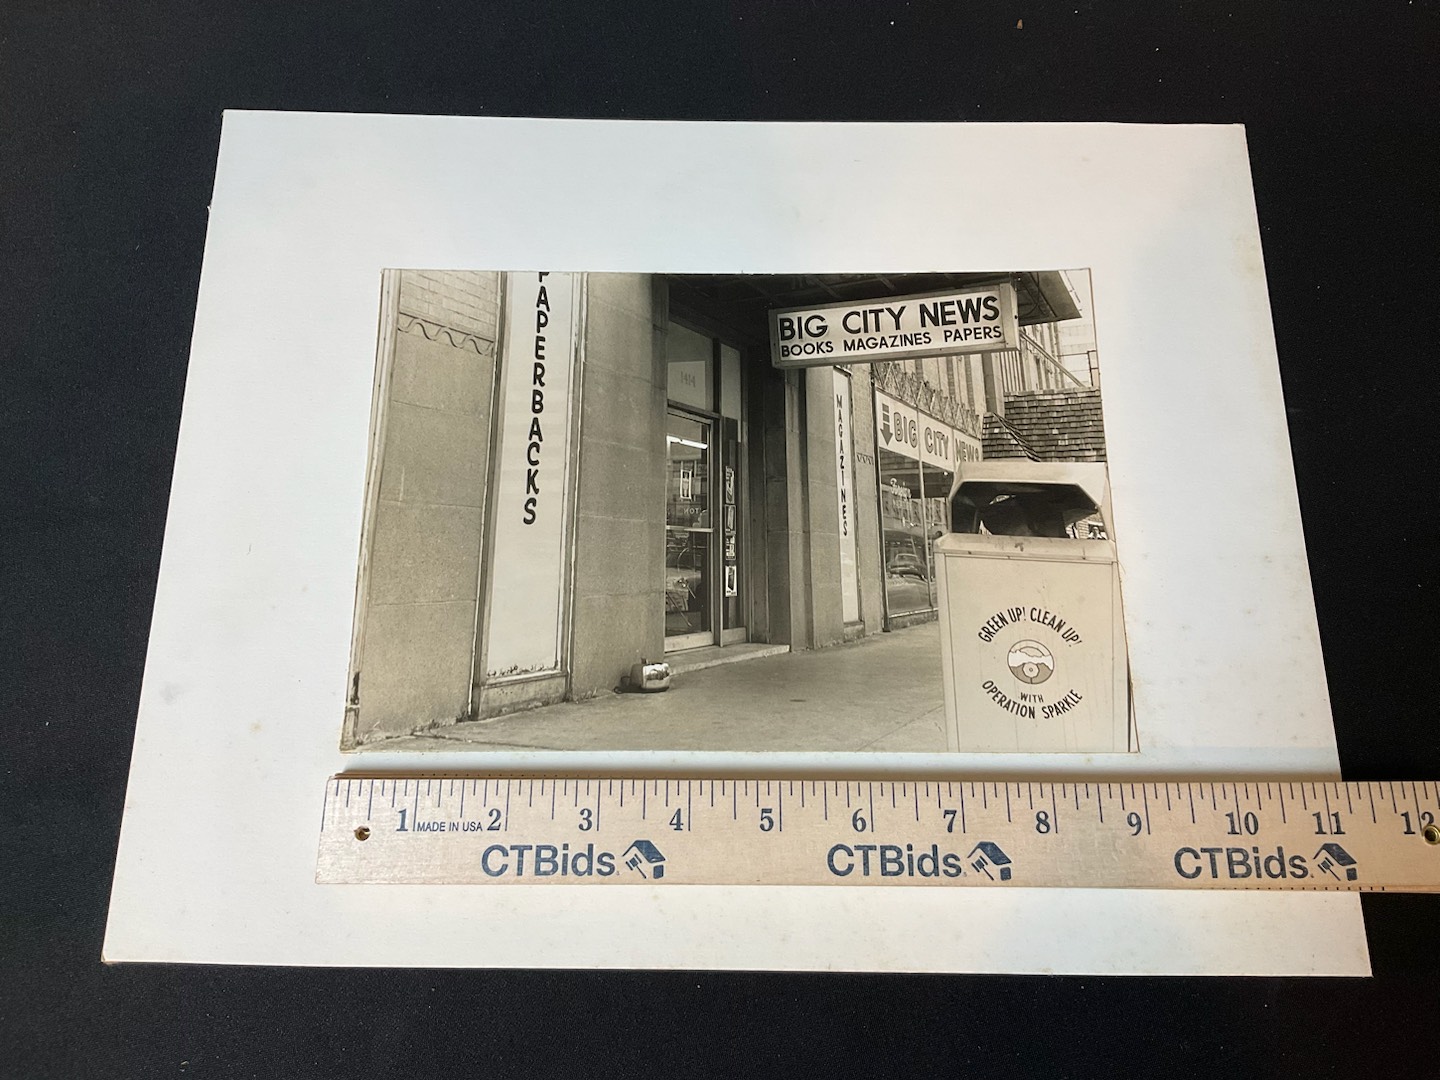 PAPERBACKS
1414
BIG CITY NEWS
BOOKS MAGAZINES PAPERS
MAGAZINES
BIG CITY NEWS
GREEN UP! CLEAN UP!
WITH
OPERATION SPARKLE
1 MADE IN USA 2 3 4 5 6 7 8 9 10 11 12
CTBids CTBids CTBids